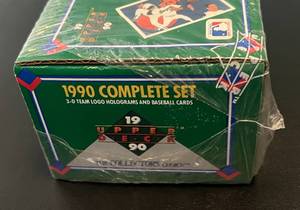 1990 COMPLETE SET
3-D TEAM LOGO HOLOGRAMS AND BASEBALL CARDS
19
UPPER
DECK
90
THE COLLECTOR'S CHOICE